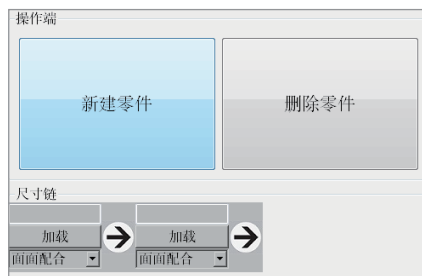 操作端
新建零件 删除零件
尺寸链
加载 加载
面面配合 面面配合